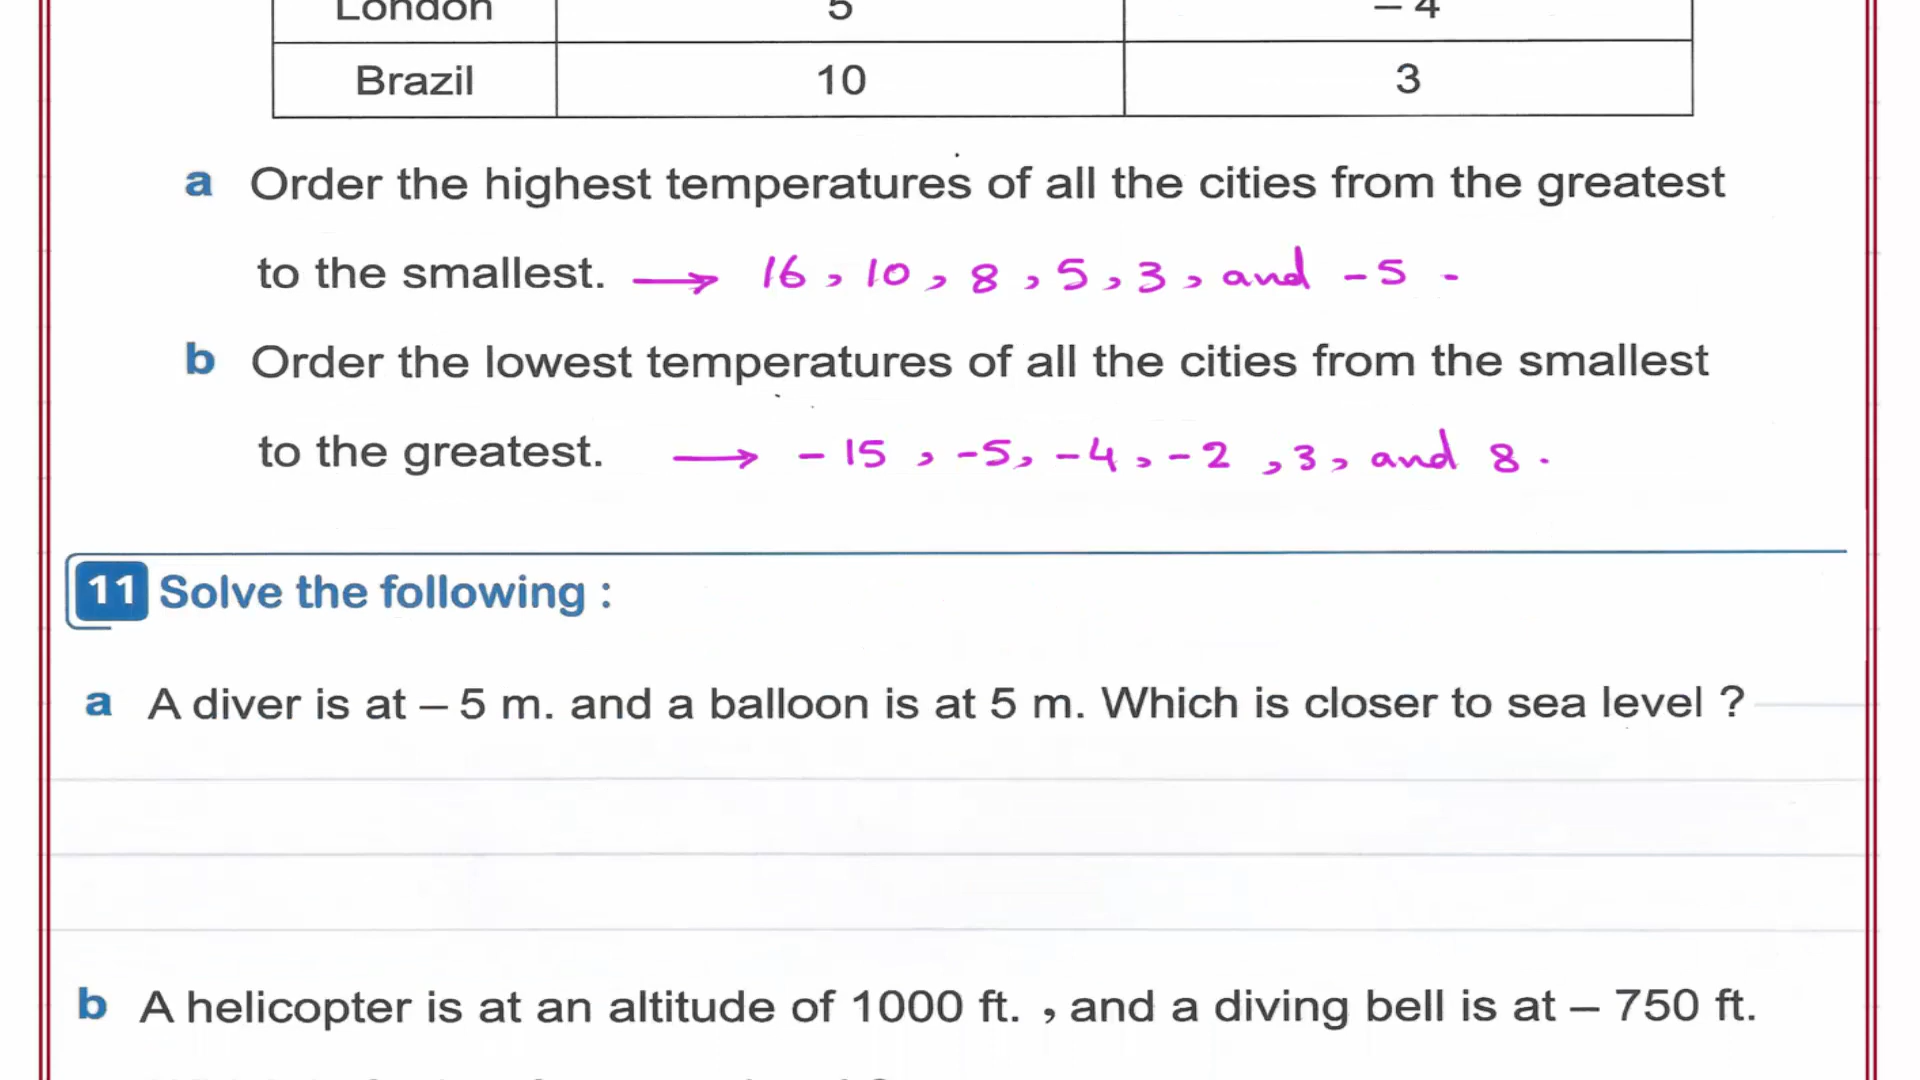 London 5 – 4
Brazil 10 3
a Order the highest temperatures of all the cities from the greatest
to the smallest. → 16 , 10 , 8 , 5 , 3 , and -5 .
b Order the lowest temperatures of all the cities from the smallest
to the greatest. → - 15 , -5, -4, -2 , 3 , and 8 .
11 Solve the following :
a A diver is at – 5 m. and a balloon is at 5 m. Which is closer to sea level ?
b A helicopter is at an altitude of 1000 ft. , and a diving bell is at – 750 ft.